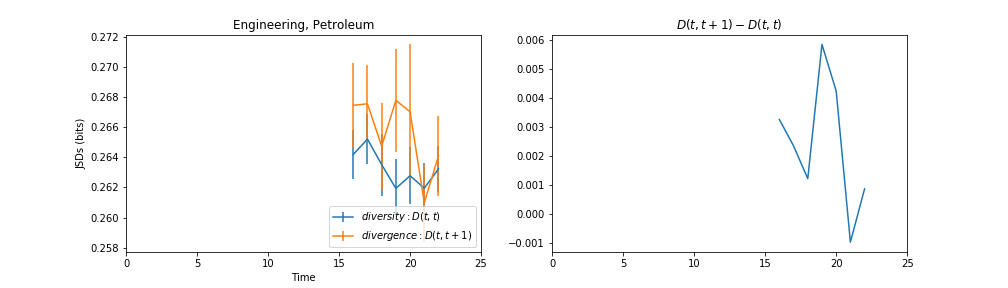 Engineering, Petroleum
0.272
0.270
0.268
0.266
0.264
0.262
0.260
0.258
JSDs (bits)
diversity: D(t, t)
divergence: D(t, t+1)
0 5 10 15 20 25
Time
D(t, t+1) − D(t, t)
0.006
0.005
0.004
0.003
0.002
0.001
0.000
−0.001
0 5 10 15 20 25